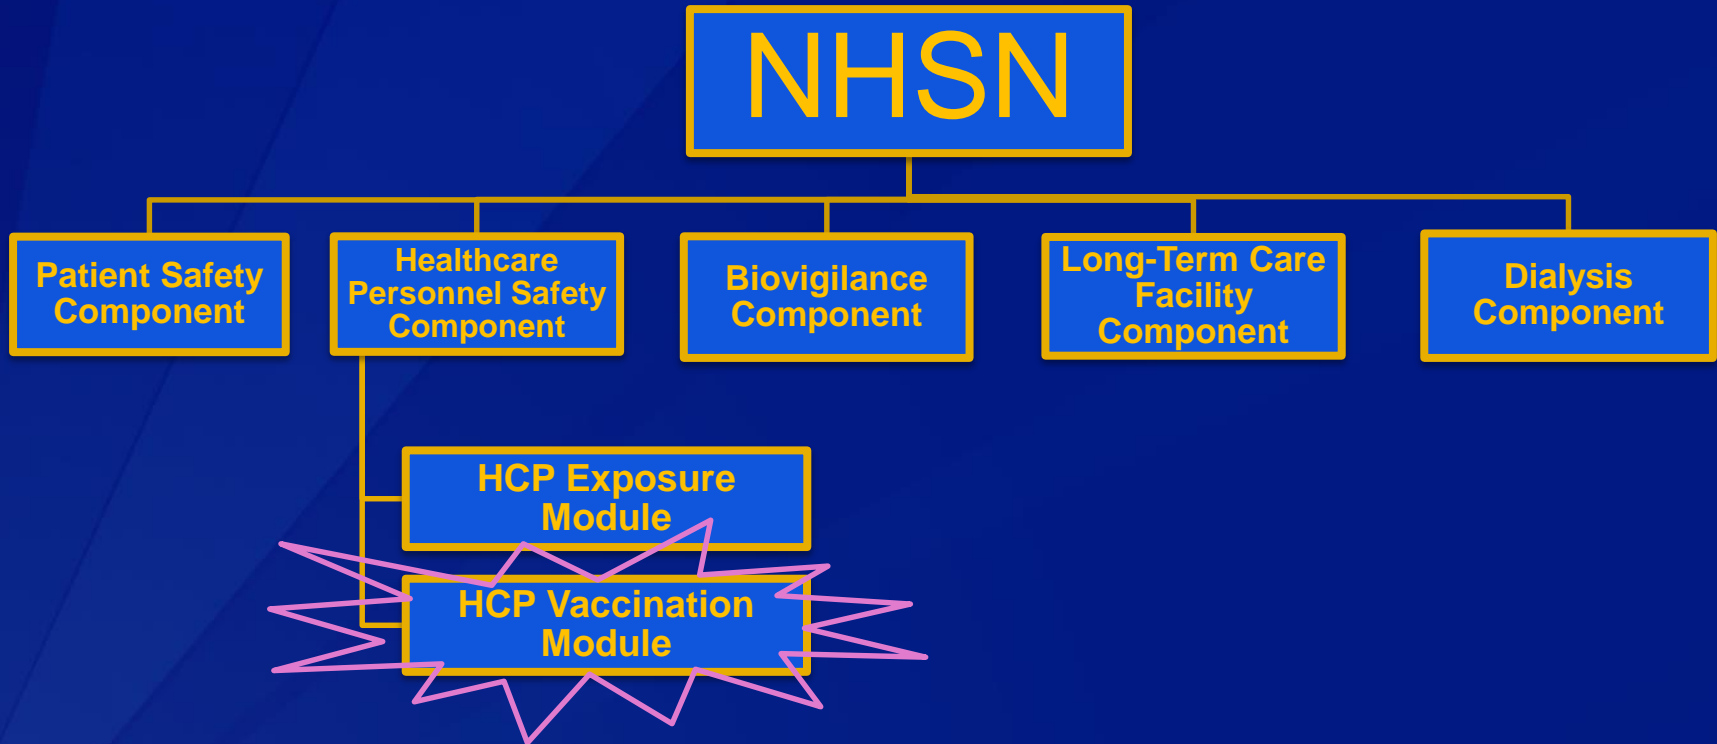 NHSN
Patient Safety
Component
Healthcare
Personnel Safety
Component
Biovigilance
Component
Long-Term Care
Facility
Component
Dialysis
Component
HCP Exposure
Module
HCP Vaccination
Module